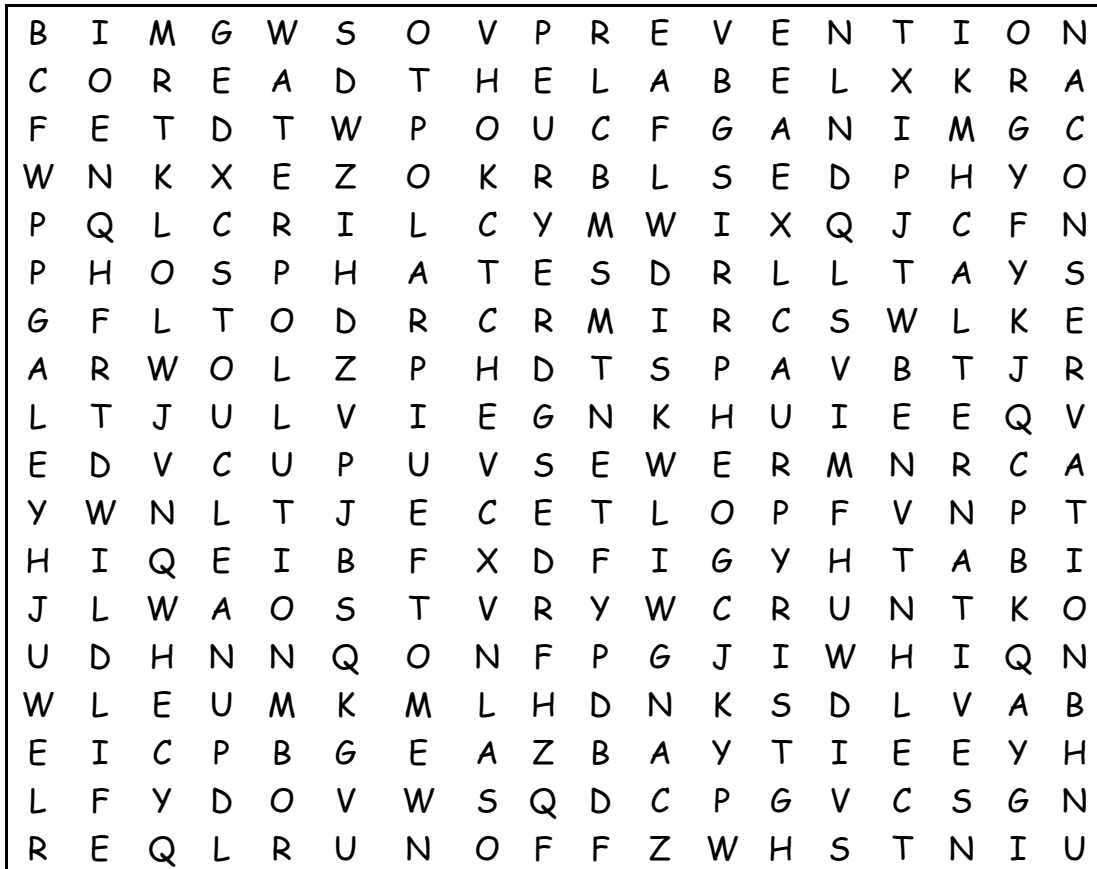 B I M G W S O V P R E V E N T I O N
C O R E A D T H E L A B E L X K R A
F E T D T W P O U C F G A N I M G C
W N K X E Z O K R B L S E D P H Y O
P Q L C R I L C Y M W I X Q J C F N
P H O S P H A T E S D R L L T A Y S
G F L T O D R C R M I R C S W L K E
A R W O L Z P H D T S P A V B T J R
L T J U L V I E G N K H U I E E Q V
E D V C U P U V S E W E R M N R C A
Y W N L T J E C E T L O P F V N P T
H I Q E I B F X D F I G Y H T A B I
J L W A O S T V R Y W C R U N T K O
U D H N N Q O N F P G J I W H I Q N
W L E U M K M L H D N K S D L V A B
E I C P B G E A Z B A Y T I E E Y H
L F Y D O V W S Q D C P G V C S G N
R E Q L R U N O F F Z W H S T N I U